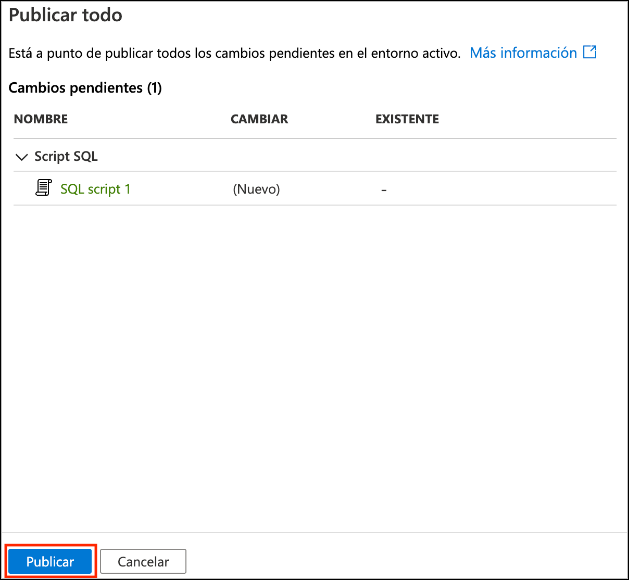 Publicar todo
Está a punto de publicar todos los cambios pendientes en el entorno activo. Más información
Cambios pendientes (1)
NOMBRE CAMBIAR EXISTENTE
Script SQL
SQL script 1 (Nuevo) -
Publicar Cancelar